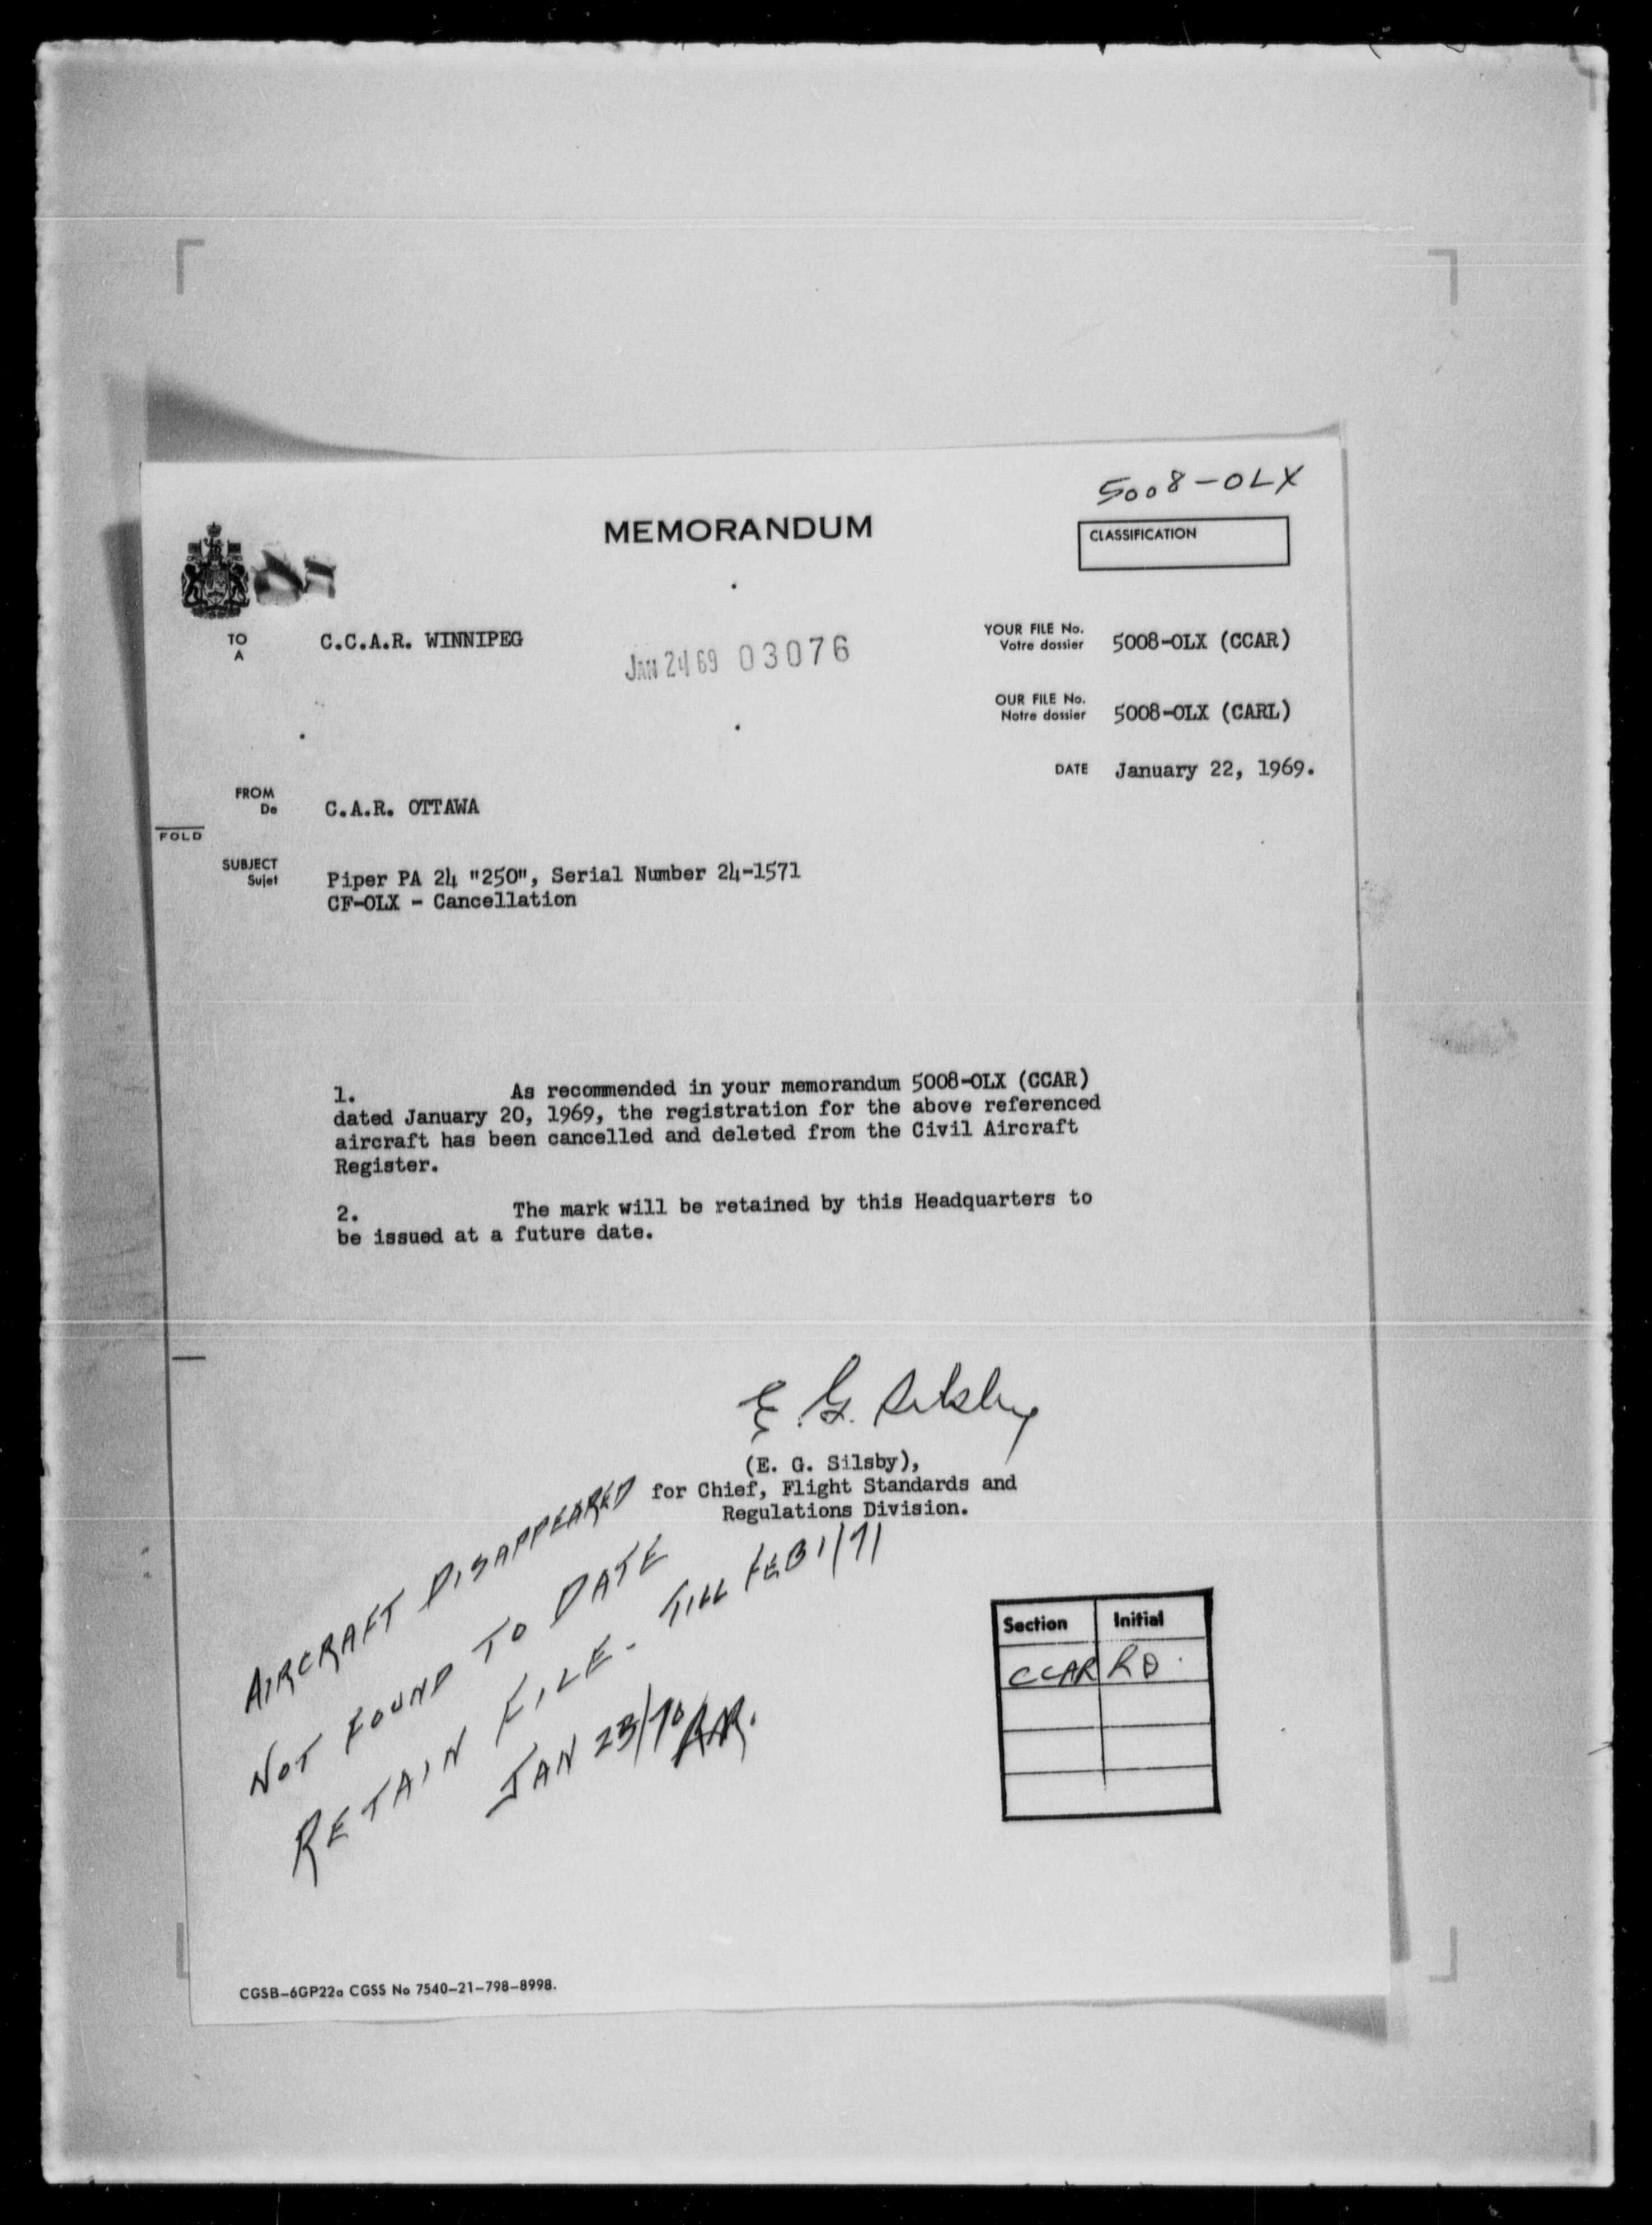 5008-OLX
MEMORANDUM
CLASSIFICATION
TO
A
C.C.A.R. WINNIPEG
JAN 24 69 03076
YOUR FILE No.
Votre dossier
5008-OLX (CCAR)
OUR FILE No.
Notre dossier
5008-OLX (CARL)
DATE January 22, 1969.
FROM
De
C.A.R. OTTAWA
FOLD
SUBJECT
Sujet
Piper PA 24 "250", Serial Number 24-1571
CF-OLX - Cancellation
1. As recommended in your memorandum 5008-OLX (CCAR)
dated January 20, 1969, the registration for the above referenced
aircraft has been cancelled and deleted from the Civil Aircraft
Register.
2. The mark will be retained by this Headquarters to
be issued at a future date.
E. G. Silsby
(E. G. Silsby),
for Chief, Flight Standards and
Regulations Division.
AIRCRAFT DISAPPEARED
NOT FOUND TO DATE
RETAIN FILE - TILL FEB 1/71
JAN 23/70
Section Initial
CCAR
CGSB-6GP22a CGSS No 7540-21-798-8998.